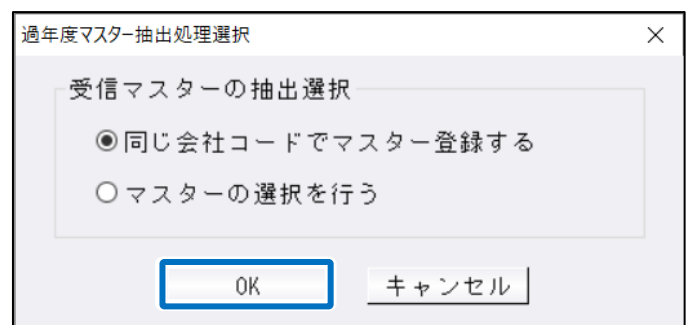 過年度マスター抽出処理選択
受信マスターの抽出選択
同じ会社コードでマスター登録する
マスターの選択を行う
OK
キャンセル